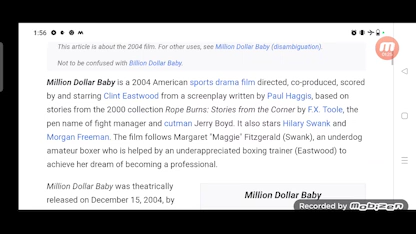 1:56
This article is about the 2004 film. For other uses, see Million Dollar Baby (disambiguation).
Not to be confused with Billion Dollar Baby.
Million Dollar Baby is a 2004 American sports drama film directed, co-produced, scored
by and starring Clint Eastwood from a screenplay written by Paul Haggis, based on
stories from the 2000 collection Rope Burns: Stories from the Corner by F.X. Toole, the
pen name of fight manager and cutman Jerry Boyd. It also stars Hilary Swank and
Morgan Freeman. The film follows Margaret "Maggie" Fitzgerald (Swank), an underdog
amateur boxer who is helped by an underappreciated boxing trainer (Eastwood) to
achieve her dream of becoming a professional.
Million Dollar Baby was theatrically
released on December 15, 2004, by
Million Dollar Baby
Recorded by Mobizen